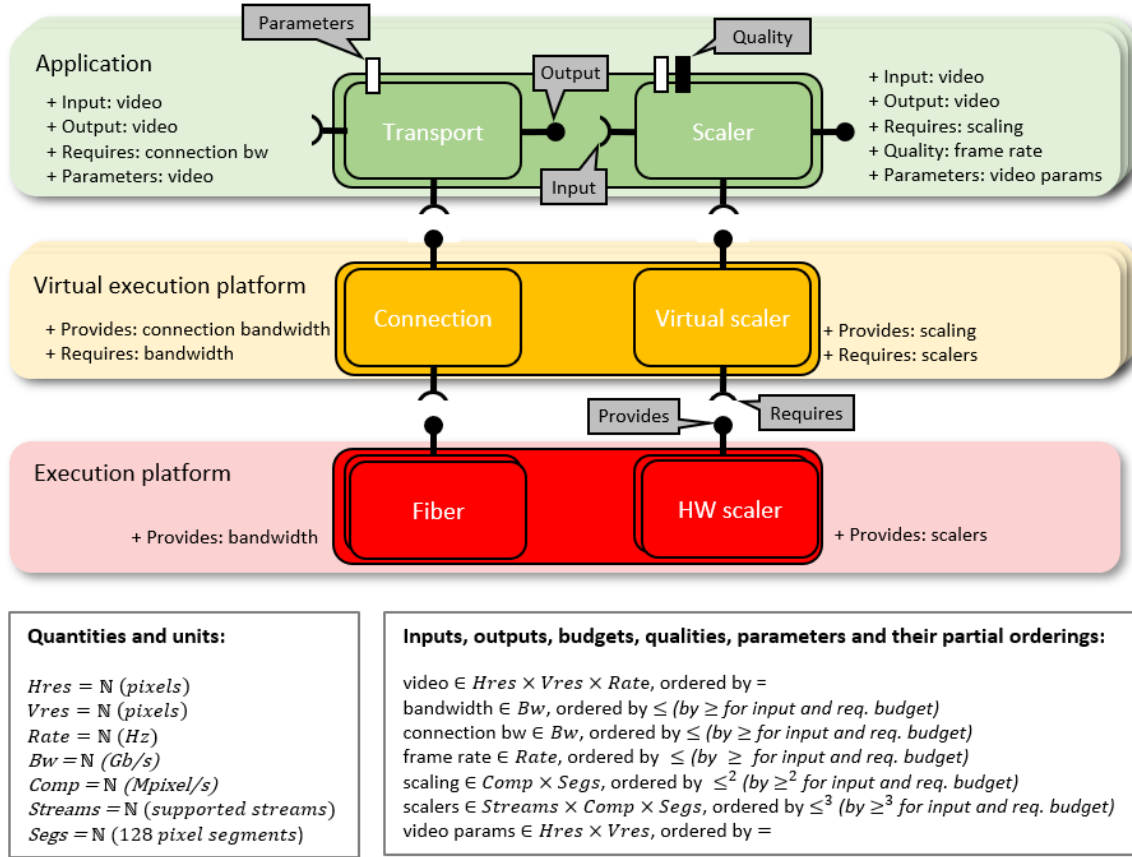 Parameters
Quality
Application
Output
+ Input: video
+ Output: video
+ Requires: connection bw
+ Parameters: video
Transport
Scaler
Input
+ Input: video
+ Output: video
+ Requires: scaling
+ Quality: frame rate
+ Parameters: video params
Virtual execution platform
+ Provides: connection bandwidth
+ Requires: bandwidth
Connection
Virtual scaler
+ Provides: scaling
+ Requires: scalers
Provides
Requires
Execution platform
+ Provides: bandwidth
Fiber
HW scaler
+ Provides: scalers
Quantities and units:
Hres = ℕ (pixels)
Vres = ℕ (pixels)
Rate = ℕ (Hz)
Bw = ℕ (Gb/s)
Comp = ℕ (Mpixel/s)
Streams = ℕ (supported streams)
Segs = ℕ (128 pixel segments)
Inputs, outputs, budgets, qualities, parameters and their partial orderings:
video ∈ Hres × Vres × Rate, ordered by =
bandwidth ∈ Bw, ordered by ≤ (by ≥ for input and req. budget)
connection bw ∈ Bw, ordered by ≤ (by ≥ for input and req. budget)
frame rate ∈ Rate, ordered by ≤ (by ≥ for input and req. budget)
scaling ∈ Comp × Segs, ordered by ≤² (by ≥² for input and req. budget)
scalers ∈ Streams × Comp × Segs, ordered by ≤³ (by ≥³ for input and req. budget)
video params ∈ Hres × Vres, ordered by =